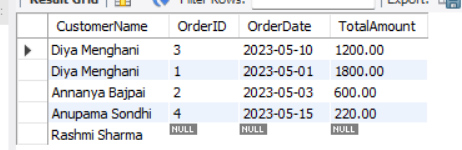 Result Grid Filter Rows: Export:
CustomerName OrderID OrderDate TotalAmount
Diya Menghani 3 2023-05-10 1200.00
Diya Menghani 1 2023-05-01 1800.00
Annanya Bajpai 2 2023-05-03 600.00
Anupama Sondhi 4 2023-05-15 220.00
Rashmi Sharma NULL NULL NULL